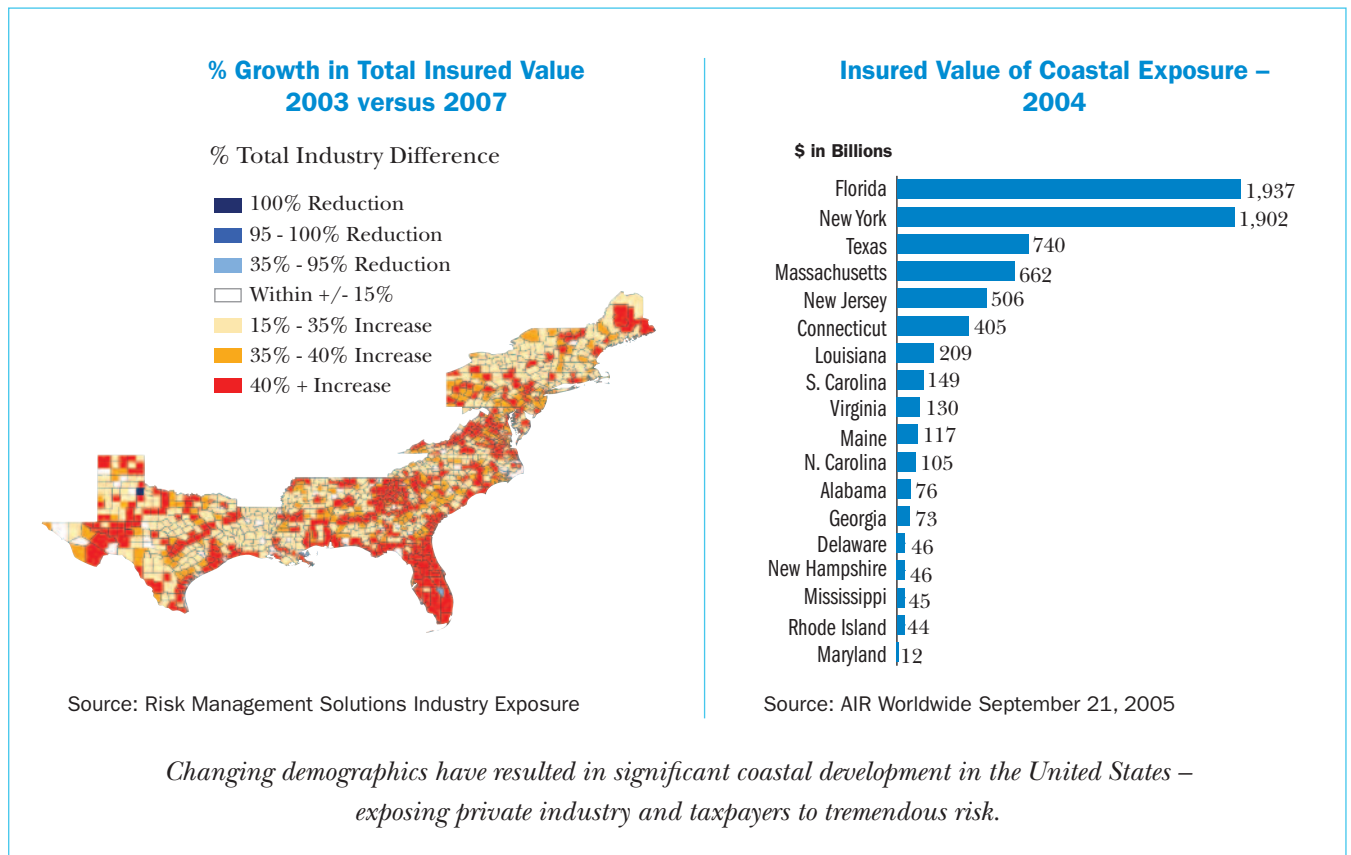 % Growth in Total Insured Value
2003 versus 2007
% Total Industry Difference
100% Reduction
95 - 100% Reduction
35% - 95% Reduction
Within +/- 15%
15% - 35% Increase
35% - 40% Increase
40% + Increase
Source: Risk Management Solutions Industry Exposure
Insured Value of Coastal Exposure –
2004
$ in Billions
Florida 1,937
New York 1,902
Texas 740
Massachusetts 662
New Jersey 506
Connecticut 405
Louisiana 209
S. Carolina 149
Virginia 130
Maine 117
N. Carolina 105
Alabama 76
Georgia 73
Delaware 46
New Hampshire 46
Mississippi 45
Rhode Island 44
Maryland 12
Source: AIR Worldwide September 21, 2005
Changing demographics have resulted in significant coastal development in the United States –
exposing private industry and taxpayers to tremendous risk.